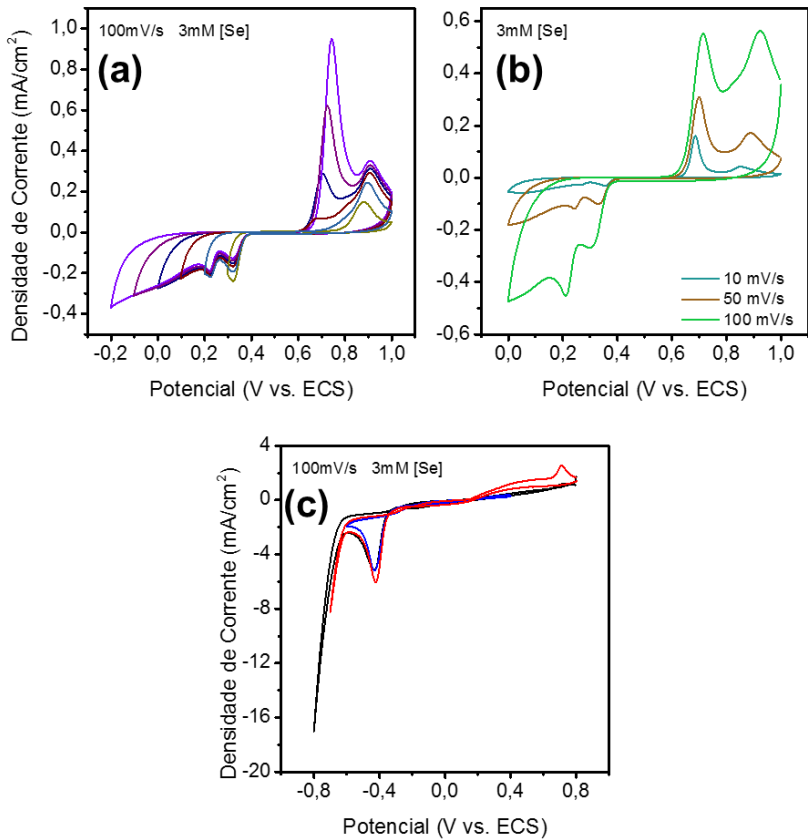 100mV/s 3mM [Se]
(a)
Densidade de Corrente (mA/cm²)
1,0
0,8
0,6
0,4
0,2
0,0
-0,2
-0,4
-0,2 0,0 0,2 0,4 0,6 0,8 1,0
Potencial (V vs. ECS)
3mM [Se]
(b)
0,6
0,4
0,2
0,0
-0,2
-0,4
-0,6
10 mV/s
50 mV/s
100 mV/s
0,0 0,2 0,4 0,6 0,8 1,0
Potencial (V vs. ECS)
100mV/s 3mM [Se]
(c)
Densidade de Corrente (mA/cm²)
4
0
-4
-8
-12
-16
-20
-0,8 -0,4 0,0 0,4 0,8
Potencial (V vs. ECS)